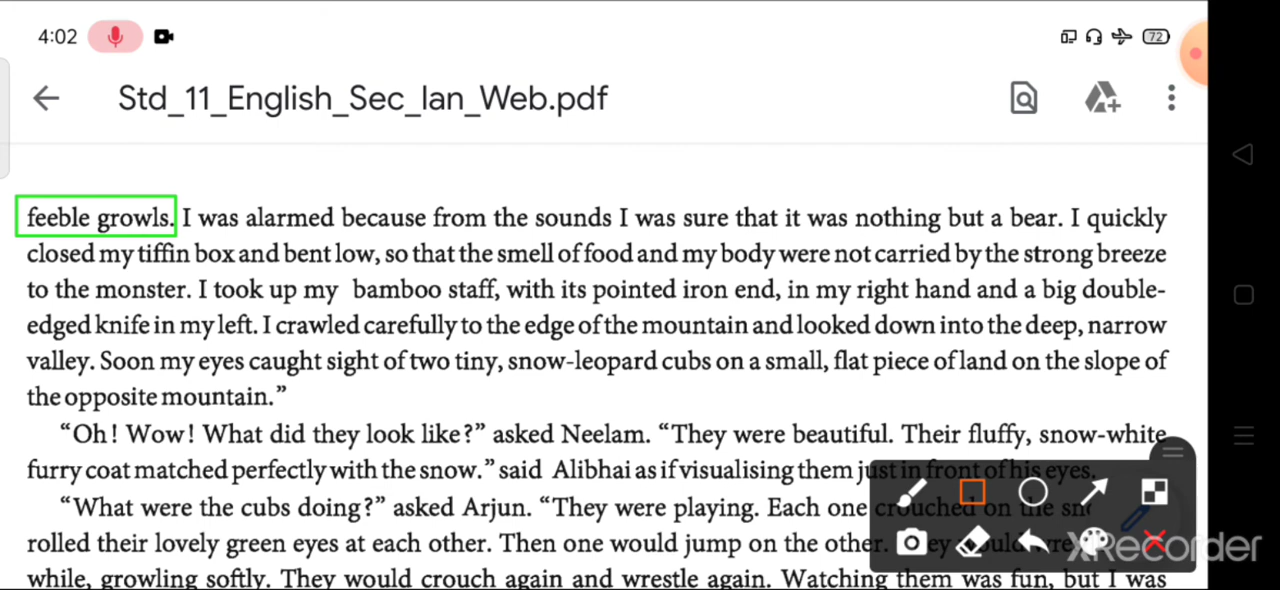 4:02
72
Std_11_English_Sec_lan_Web.pdf
feeble growls. I was alarmed because from the sounds I was sure that it was nothing but a bear. I quickly
closed my tiffin box and bent low, so that the smell of food and my body were not carried by the strong breeze
to the monster. I took up my bamboo staff, with its pointed iron end, in my right hand and a big double-
edged knife in my left. I crawled carefully to the edge of the mountain and looked down into the deep, narrow
valley. Soon my eyes caught sight of two tiny, snow-leopard cubs on a small, flat piece of land on the slope of
the opposite mountain.”
“Oh! Wow! What did they look like?” asked Neelam. “They were beautiful. Their fluffy, snow-white
furry coat matched perfectly with the snow.” said Alibhai as if visualising them just in front of his eyes.
“What were the cubs doing?” asked Arjun. “They were playing. Each one crouched on the
rolled their lovely green eyes at each other. Then one would jump on the other.
XRecorder
while, growling softly. They would crouch again and wrestle again. Watching them was fun, but I was